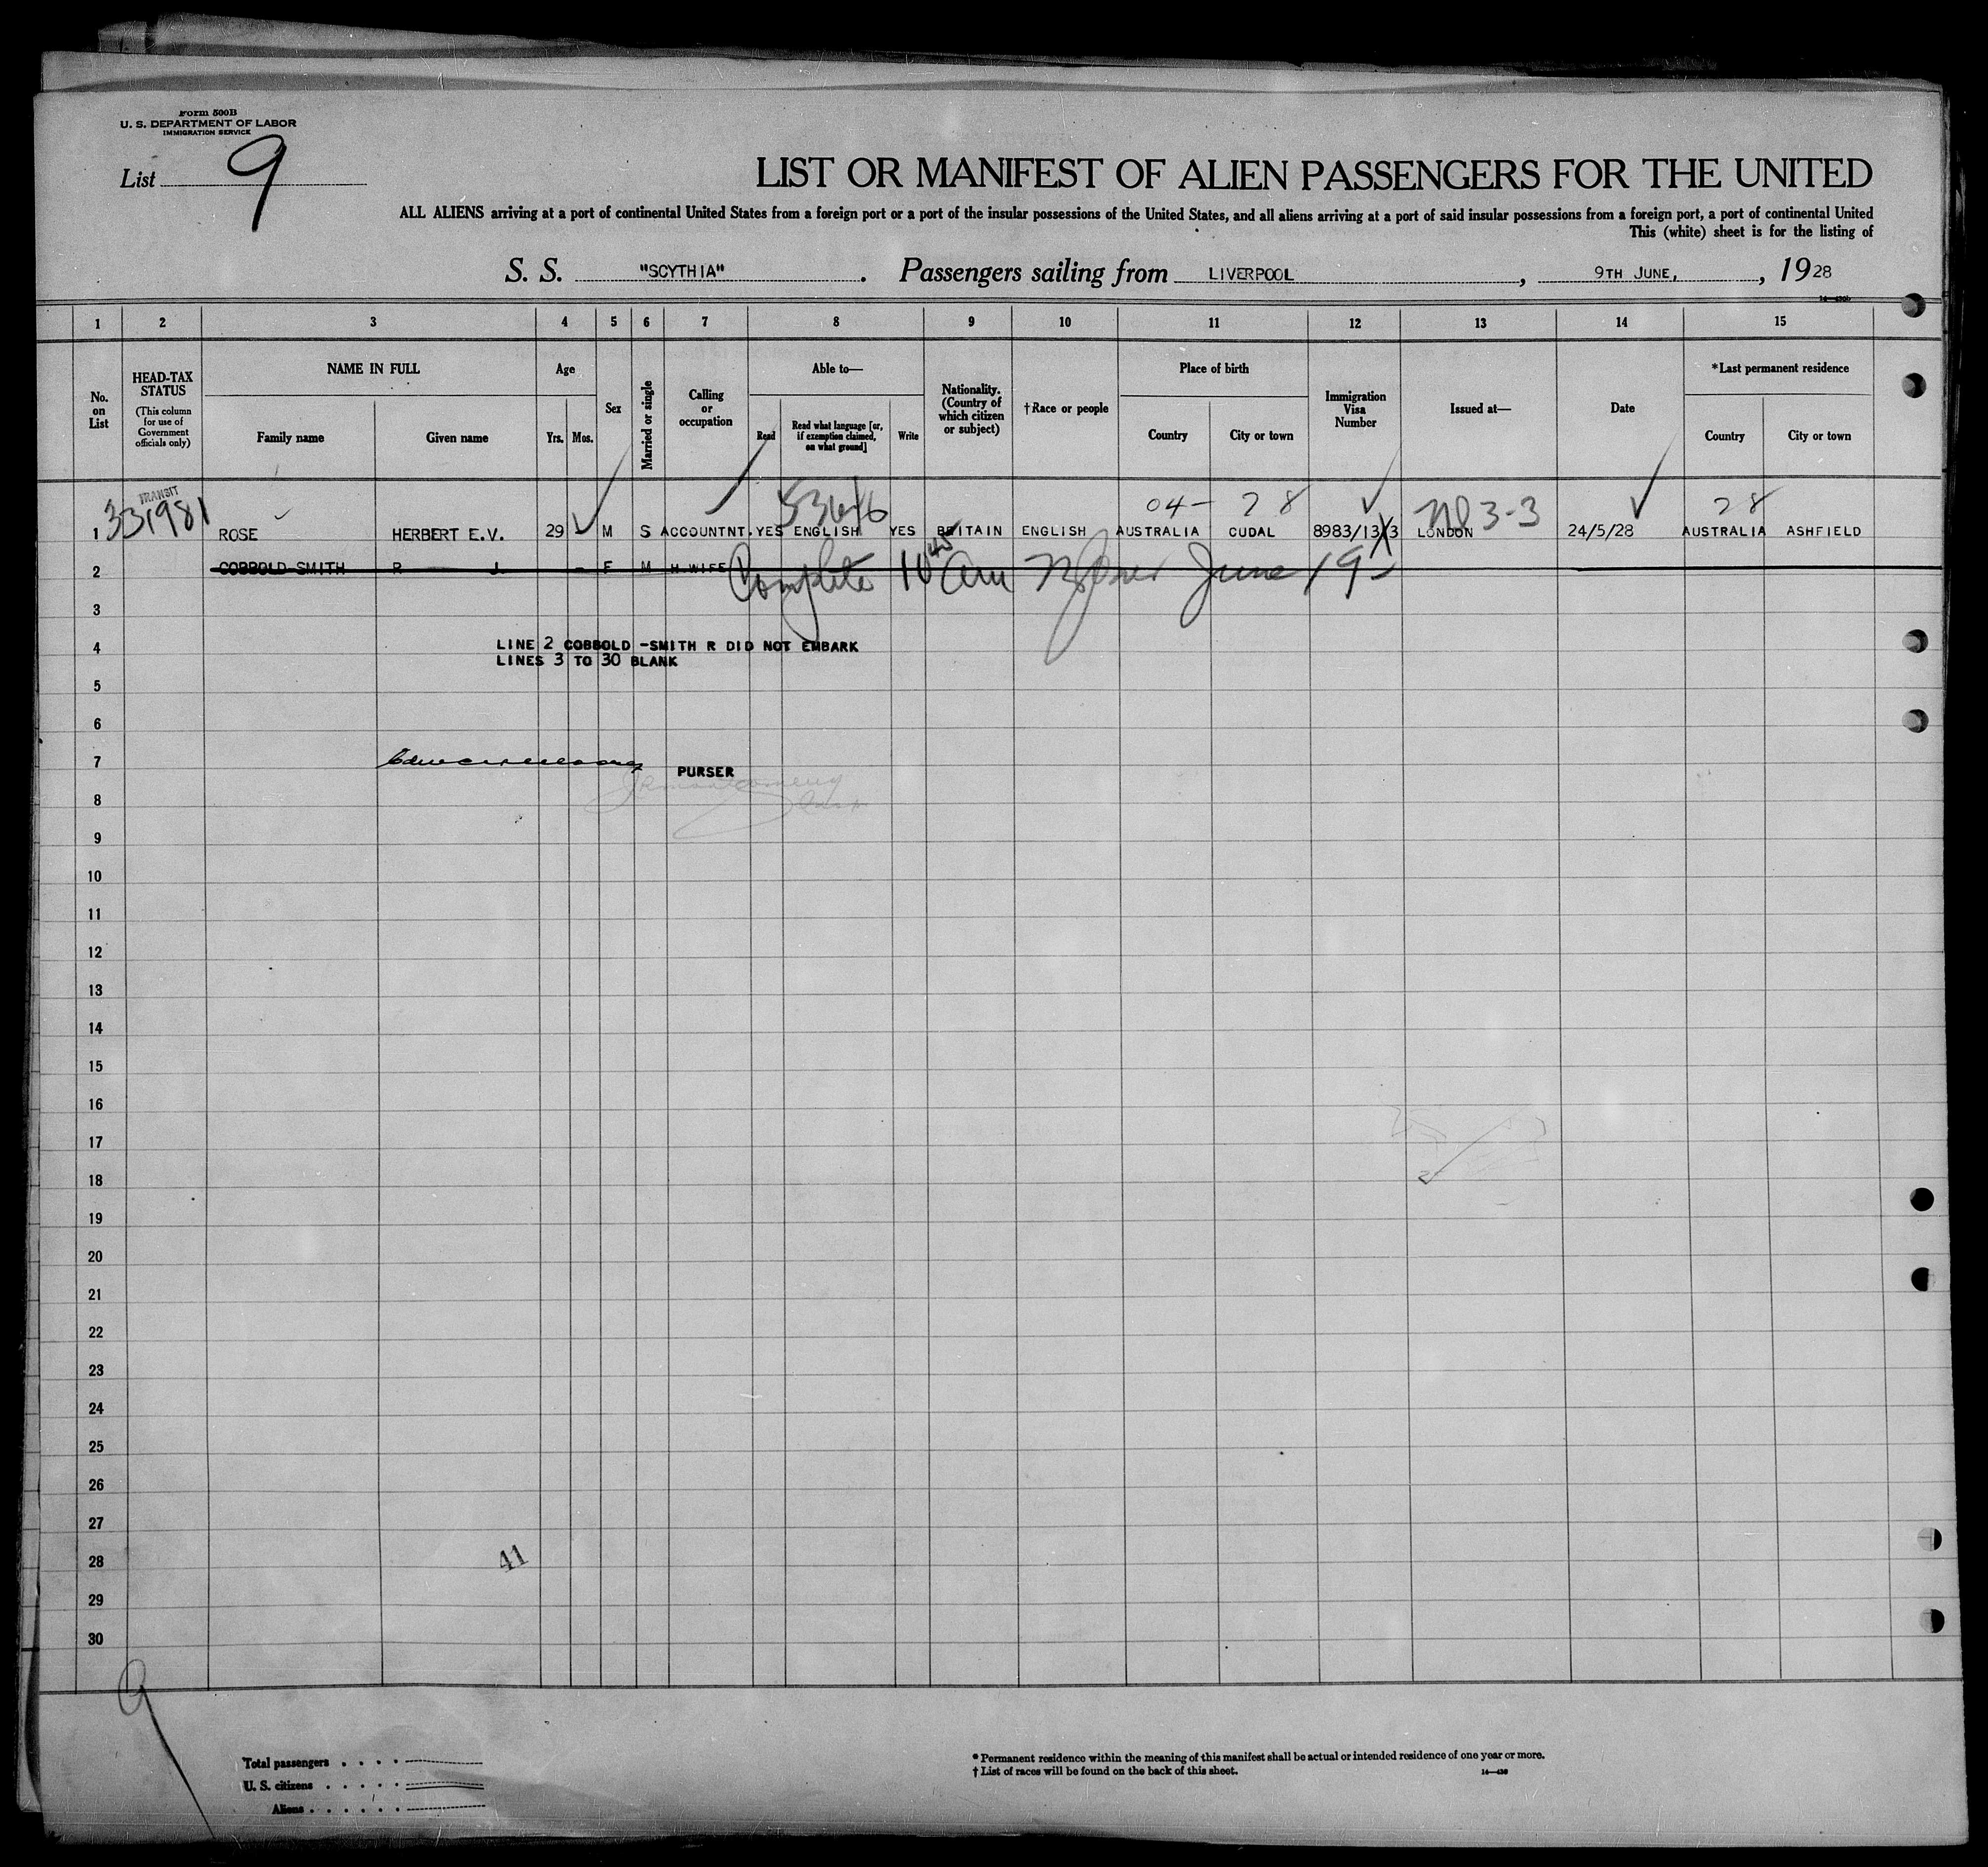 Form 500B
U. S. DEPARTMENT OF LABOR
IMMIGRATION SERVICE
List 9
LIST OR MANIFEST OF ALIEN PASSENGERS FOR THE UNITED
ALL ALIENS arriving at a port of continental United States from a foreign port or a port of the insular possessions of the United States, and all aliens arriving at a port of said insular possessions from a foreign port, a port of continental United
This (white) sheet is for the listing of
S. S. "SCYTHIA". Passengers sailing from LIVERPOOL, 9TH JUNE, , 1928
1 2 3 4 5 6 7 8 9 10 11 12 13 14 15
No. on List
HEAD-TAX STATUS
(This column for use of Government officials only)
NAME IN FULL
Family name
Given name
Age
Yrs. Mos.
Sex
Married or single
Calling or occupation
Able to—
Read
Read what language [or, if exemption claimed, on what ground]
Write
Nationality. (Country of which citizen or subject)
†Race or people
Place of birth
Country
City or town
Immigration Visa Number
Issued at—
Date
*Last permanent residence
Country
City or town
TRANSIT
331981
04- 28
28
1 ROSE HERBERT E.V. 29 M S ACCOUNTNT. YES ENGLISH YES BRITAIN ENGLISH AUSTRALIA CUDAL 8983/13 3 LONDON 24/5/28 AUSTRALIA ASHFIELD
2 COBBOLD-SMITH R J. - F M H.WIFE
Complete 10 45 am June 19
3
4
LINE 2 COBBOLD -SMITH R DID NOT EMBARK
LINES 3 TO 30 BLANK
5
6
7
PURSER
8
9
10
11
12
13
14
15
16
17
18
19
20
21
22
23
24
25
26
27
28
41
29
30
9
Total passengers
U. S. citizens
Aliens
* Permanent residence within the meaning of this manifest shall be actual or intended residence of one year or more.
† List of races will be found on the back of this sheet.